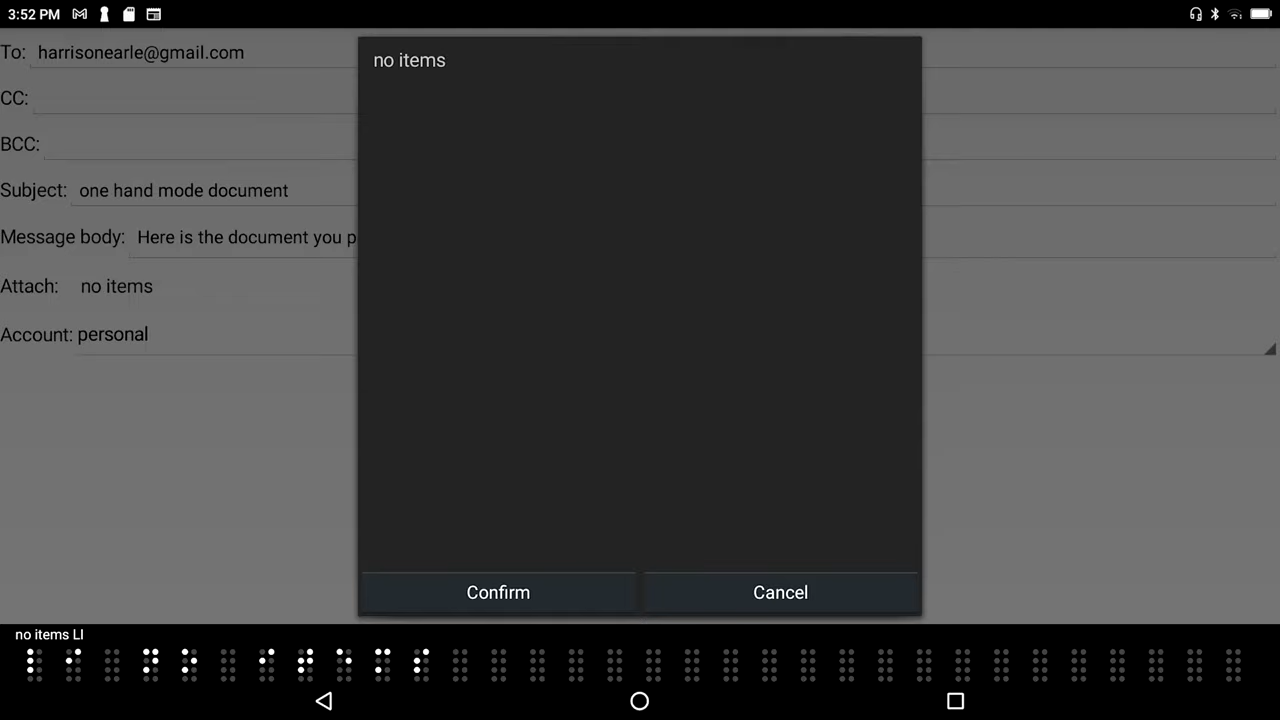 3:52 PM
To: harrisonearle@gmail.com
CC:
BCC:
Subject: one hand mode document
Message body: Here is the document you p
Attach: no items
Account: personal
no items
Confirm Cancel
no items LI